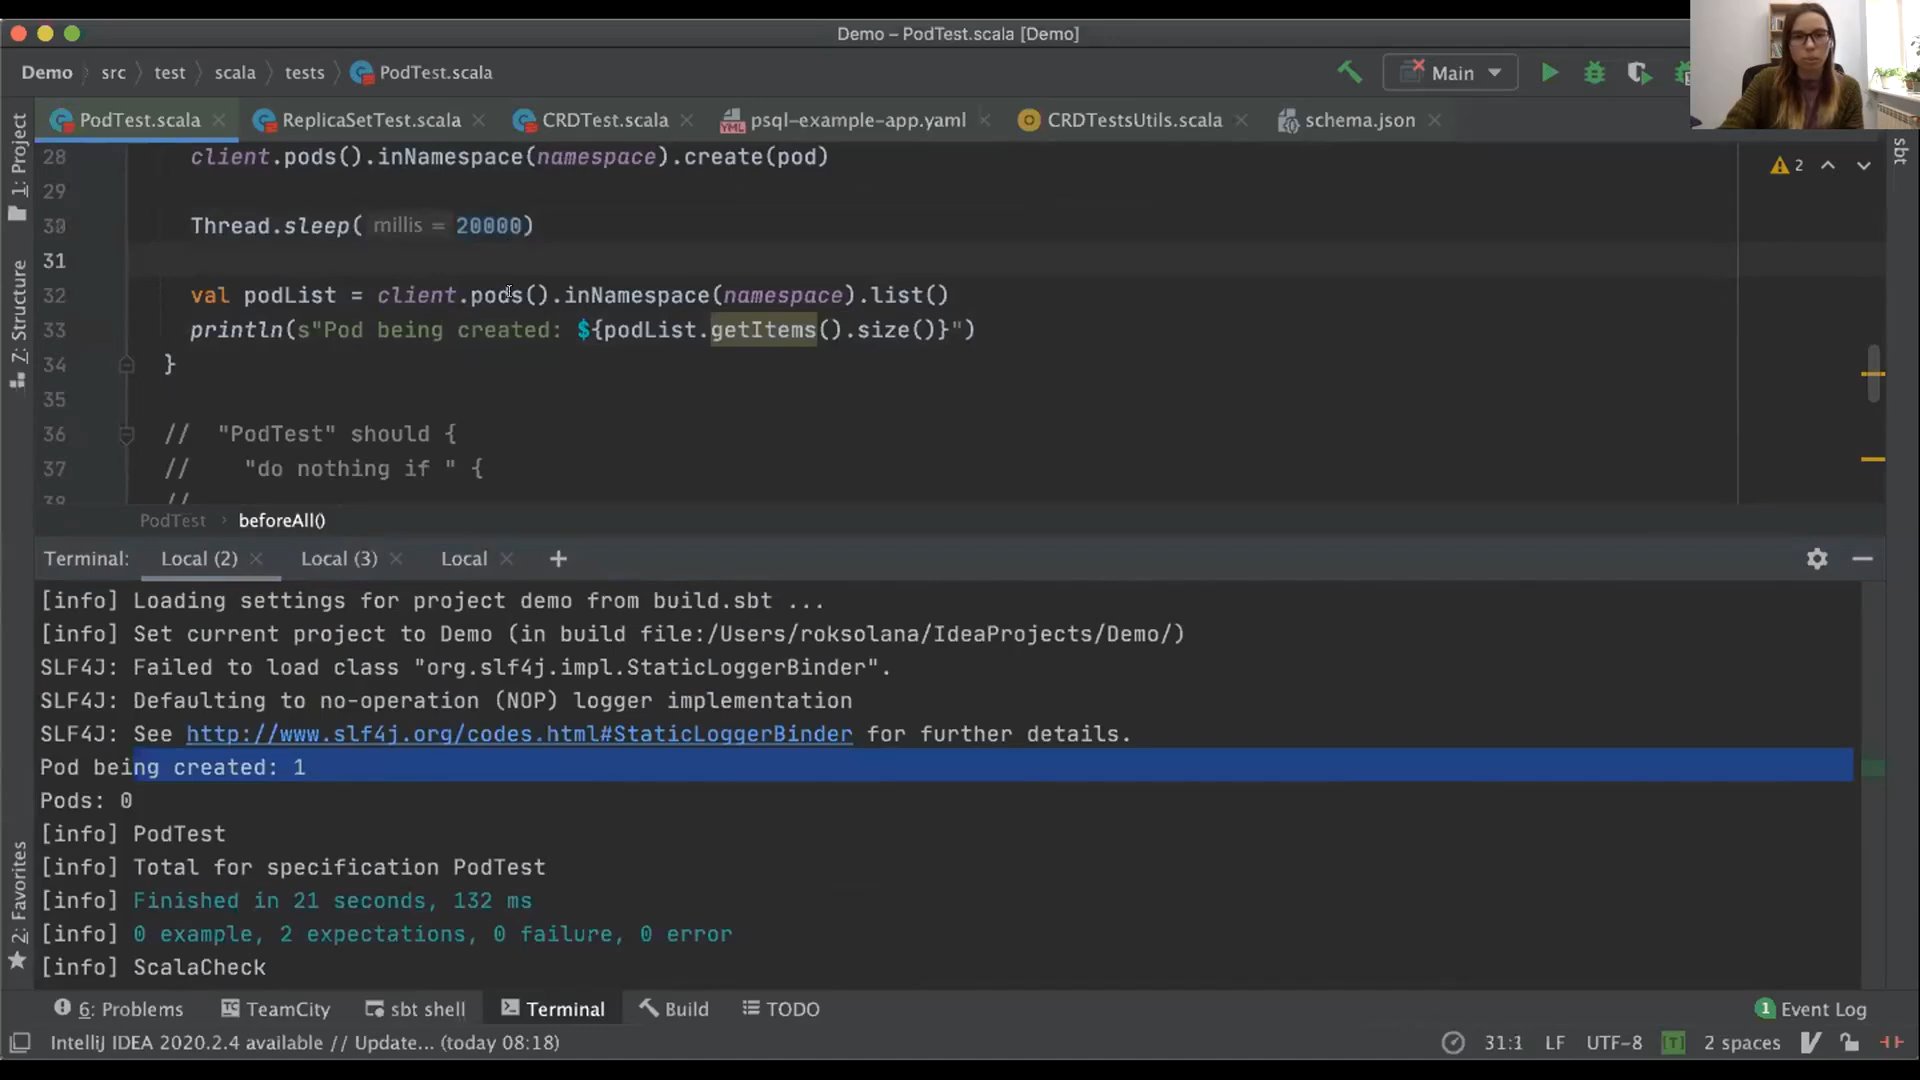 Demo – PodTest.scala [Demo]
Demo src test scala tests PodTest.scala Main
PodTest.scala ReplicaSetTest.scala CRDTest.scala psql-example-app.yaml CRDTestsUtils.scala schema.json
1: Project
7: Structure
2: Favorites
sbt
2
28 client.pods().inNamespace(namespace).create(pod)
29
30 Thread.sleep( millis = 20000)
31
32 val podList = client.pods().inNamespace(namespace).list()
33 println(s"Pod being created: ${podList.getItems().size()}")
34 }
35
36 // "PodTest" should {
37 // "do nothing if " {
38 //
PodTest beforeAll()
Terminal: Local (2) Local (3) Local +
[info] Loading settings for project demo from build.sbt ...
[info] Set current project to Demo (in build file:/Users/roksolana/IdeaProjects/Demo/)
SLF4J: Failed to load class "org.slf4j.impl.StaticLoggerBinder".
SLF4J: Defaulting to no-operation (NOP) logger implementation
SLF4J: See http://www.slf4j.org/codes.html#StaticLoggerBinder for further details.
Pod being created: 1
Pods: 0
[info] PodTest
[info] Total for specification PodTest
[info] Finished in 21 seconds, 132 ms
[info] 0 example, 2 expectations, 0 failure, 0 error
[info] ScalaCheck
6: Problems TeamCity sbt shell Terminal Build TODO 1 Event Log
IntelliJ IDEA 2020.2.4 available // Update... (today 08:18) 31:1 LF UTF-8 [T] 2 spaces